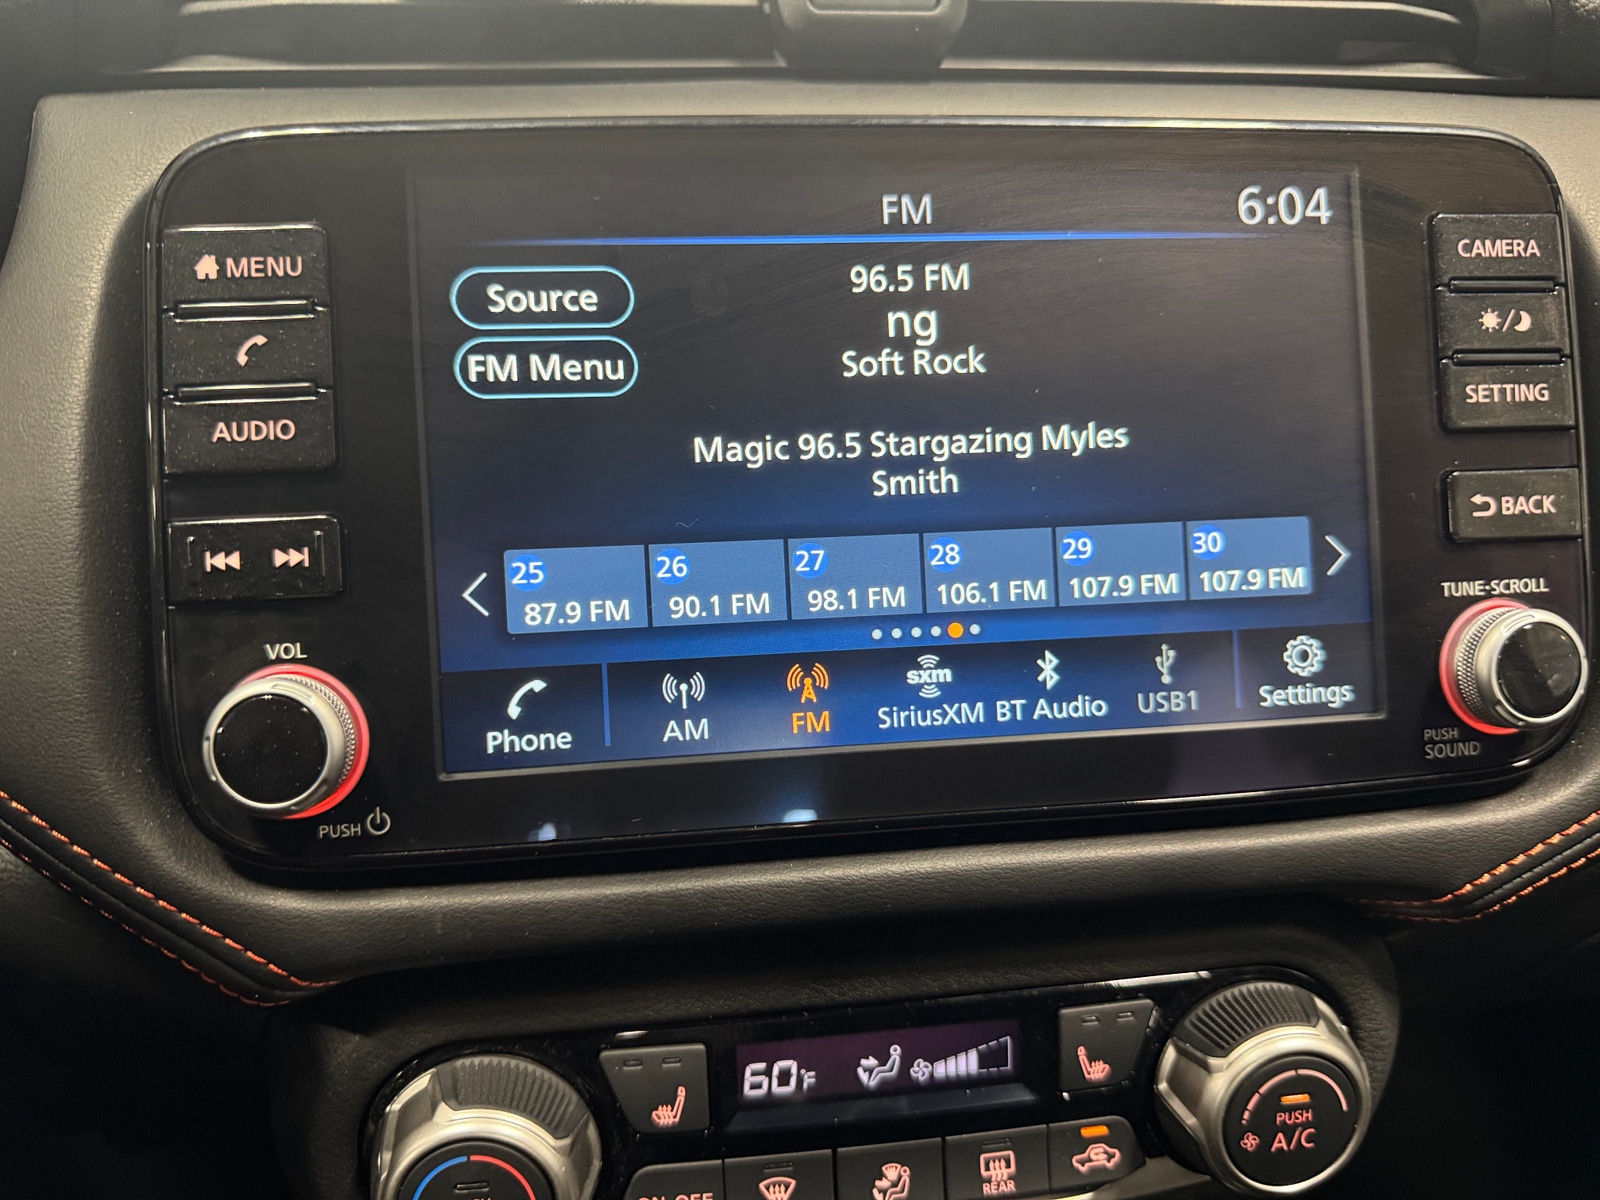 FM
6:04
MENU
AUDIO
VOL
PUSH
Source
FM Menu
96.5 FM
ng
Soft Rock
Magic 96.5 Stargazing Myles
Smith
25
87.9 FM
26
90.1 FM
27
98.1 FM
28
106.1 FM
29
107.9 FM
30
107.9 FM
Phone
AM
FM
sxm
SiriusXM
BT Audio
USB1
Settings
CAMERA
SETTING
BACK
TUNE·SCROLL
PUSH
SOUND
60°F
PUSH
A/C
REAR
ON·OFF